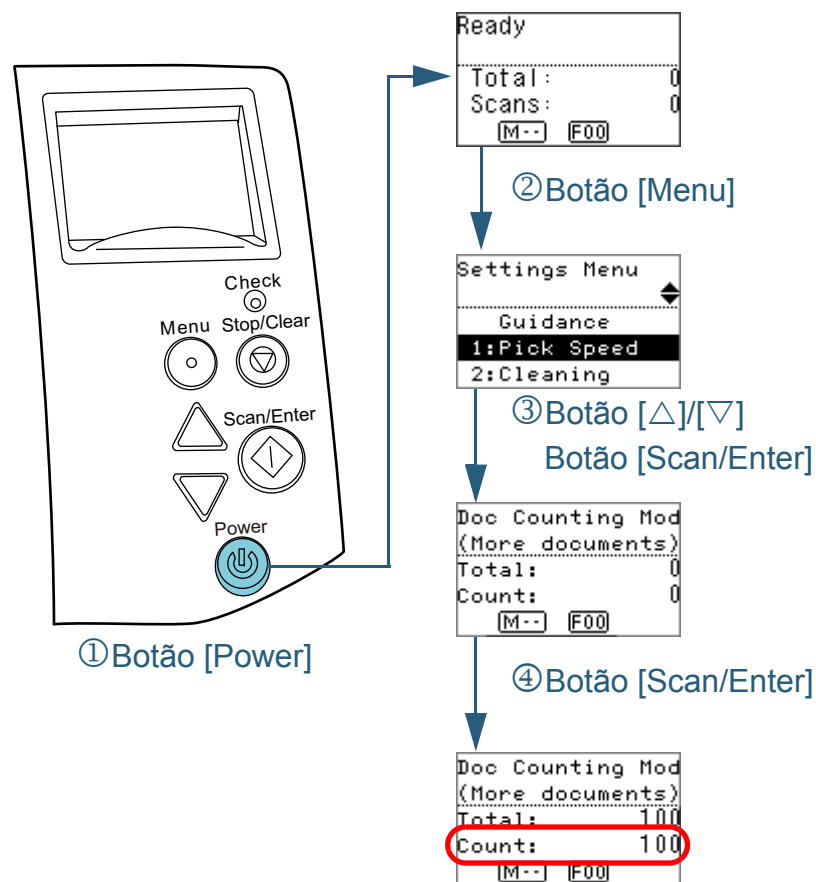 Check
Menu Stop/Clear
Scan/Enter
Power
①Botão [Power]
Ready
Total: 0
Scans: 0
M-- F00
②Botão [Menu]
Settings Menu
Guidance
1:Pick Speed
2:Cleaning
③Botão [△]/[▽]
Botão [Scan/Enter]
Doc Counting Mod
(More documents)
Total: 0
Count: 0
M-- F00
④Botão [Scan/Enter]
Doc Counting Mod
(More documents)
Total: 100
Count: 100
M-- F00